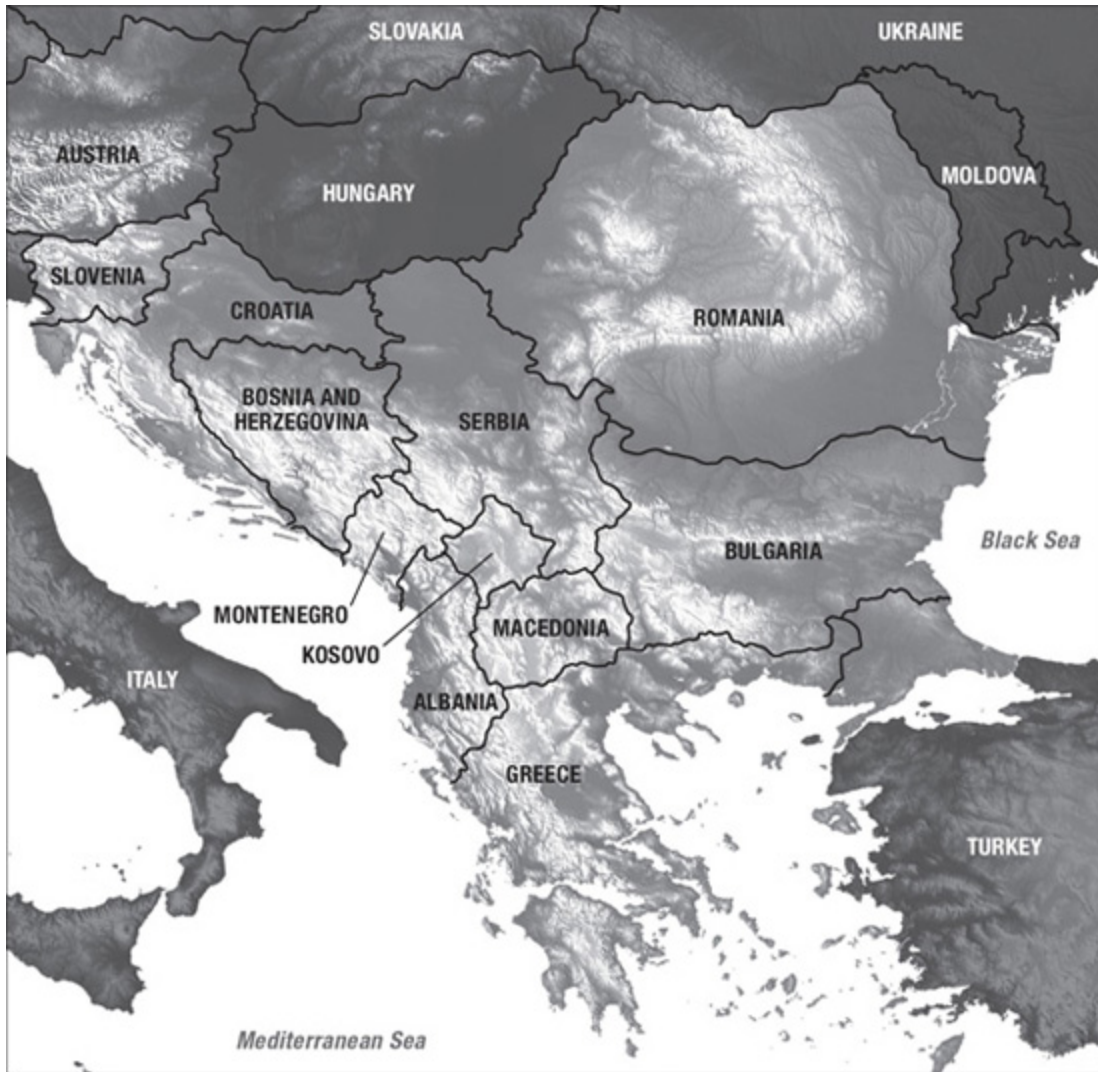 SLOVAKIA
UKRAINE
AUSTRIA
HUNGARY
MOLDOVA
SLOVENIA
CROATIA
ROMANIA
BOSNIA AND
HERZEGOVINA
SERBIA
Black Sea
BULGARIA
MONTENEGRO
MACEDONIA
KOSOVO
ITALY
ALBANIA
GREECE
TURKEY
Mediterranean Sea